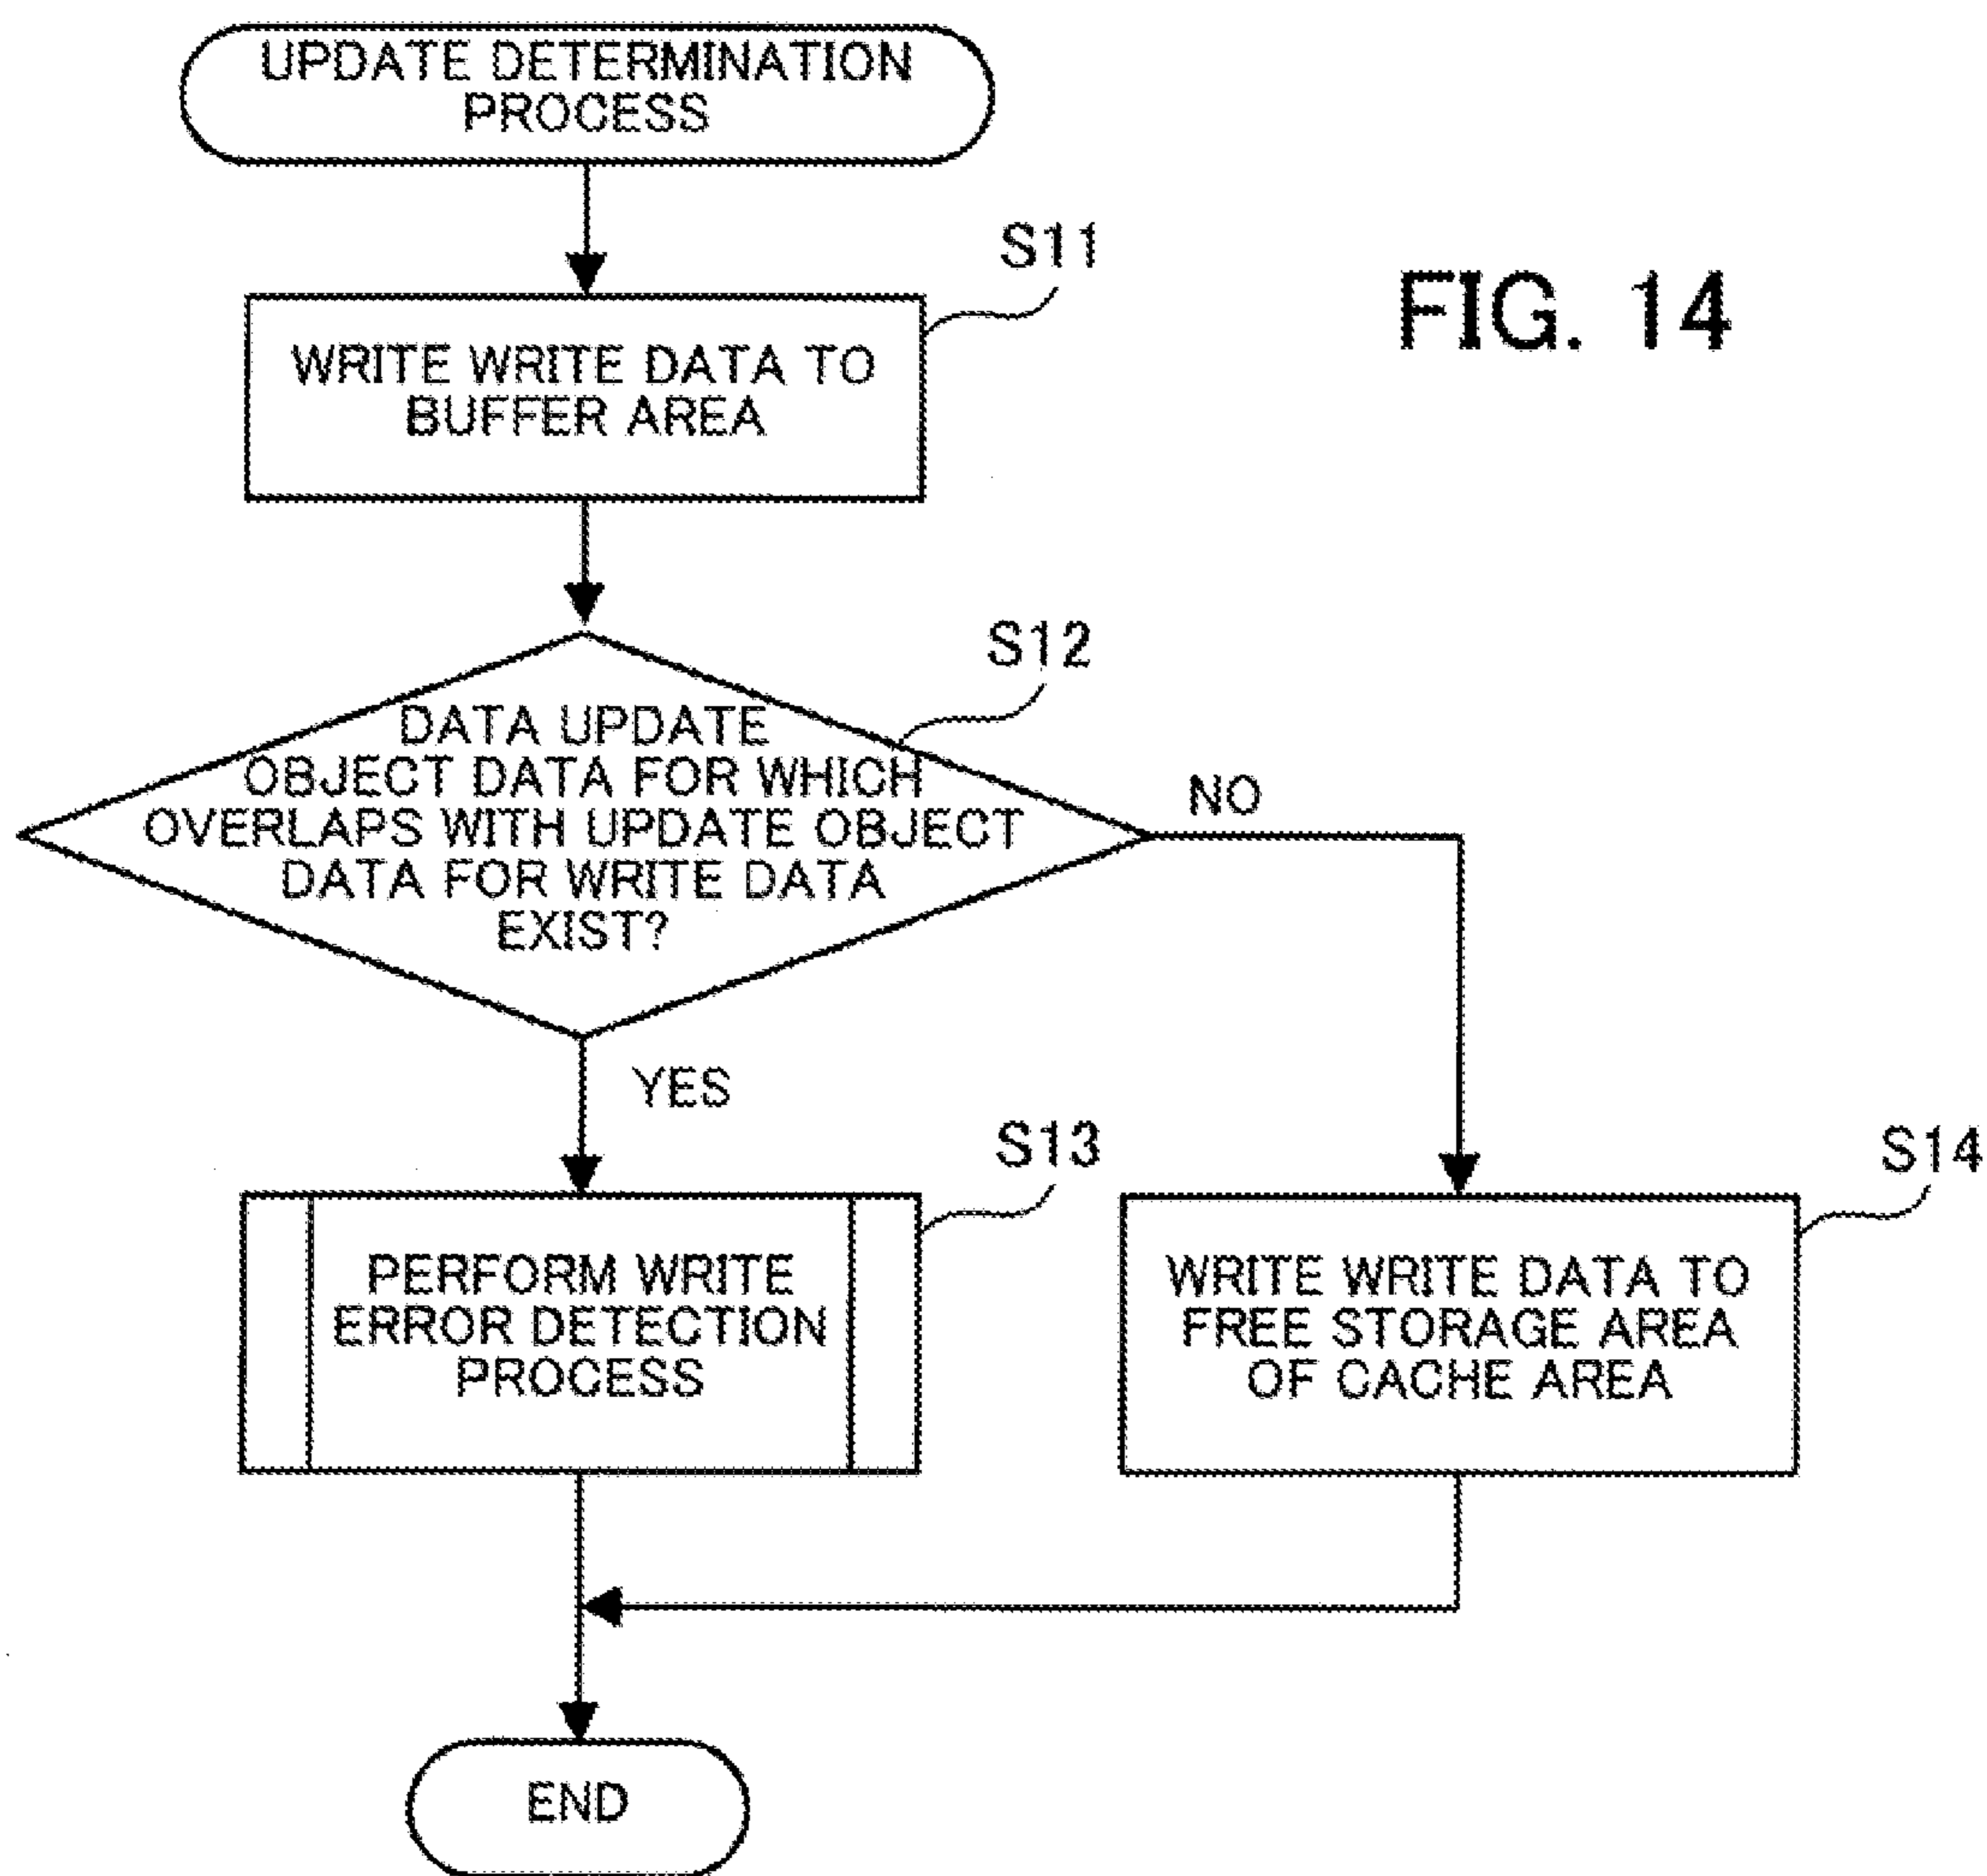 UPDATE DETERMINATION
PROCESS
S11
FIG. 14
WRITE WRITE DATA TO
BUFFER AREA
S12
DATA UPDATE
OBJECT DATA FOR WHICH
OVERLAPS WITH UPDATE OBJECT
DATA FOR WRITE DATA
EXIST?
NO
YES
S13
S14
PERFORM WRITE
ERROR DETECTION
PROCESS
WRITE WRITE DATA TO
FREE STORAGE AREA
OF CACHE AREA
END